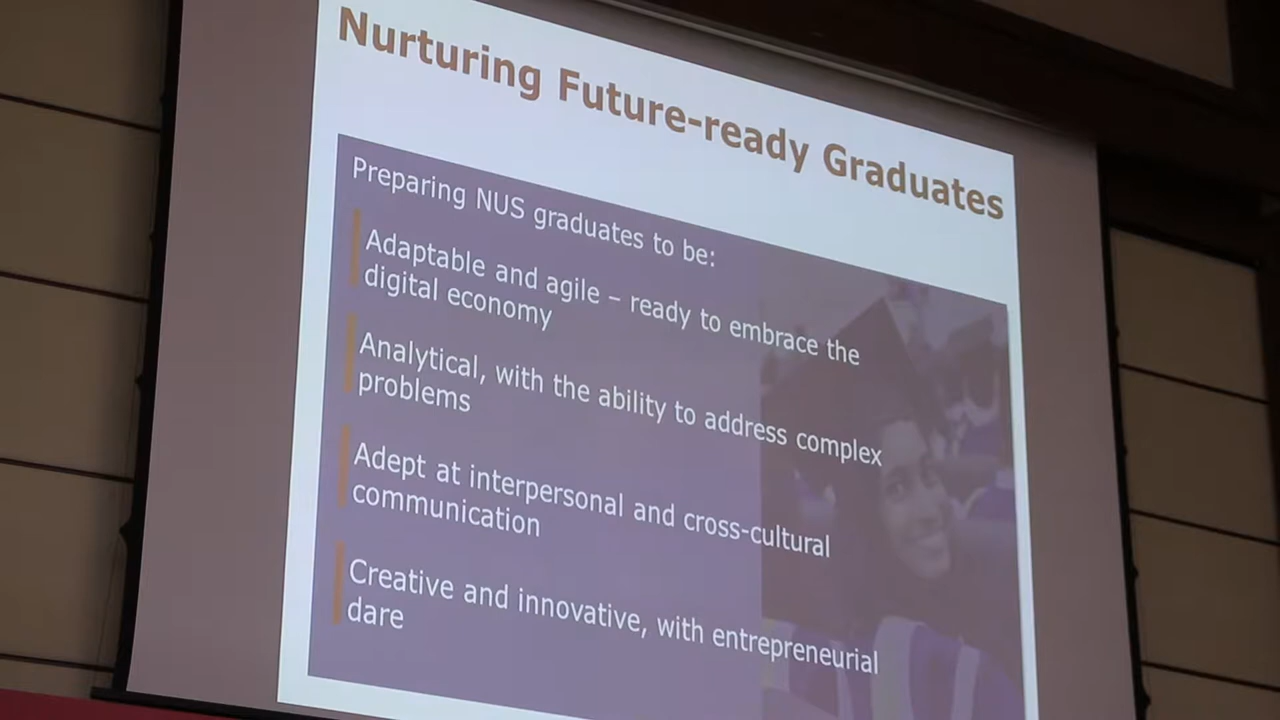 Nurturing Future-ready Graduates
Preparing NUS graduates to be:
Adaptable and agile – ready to embrace the
digital economy
Analytical, with the ability to address complex
problems
Adept at interpersonal and cross-cultural
communication
Creative and innovative, with entrepreneurial
dare